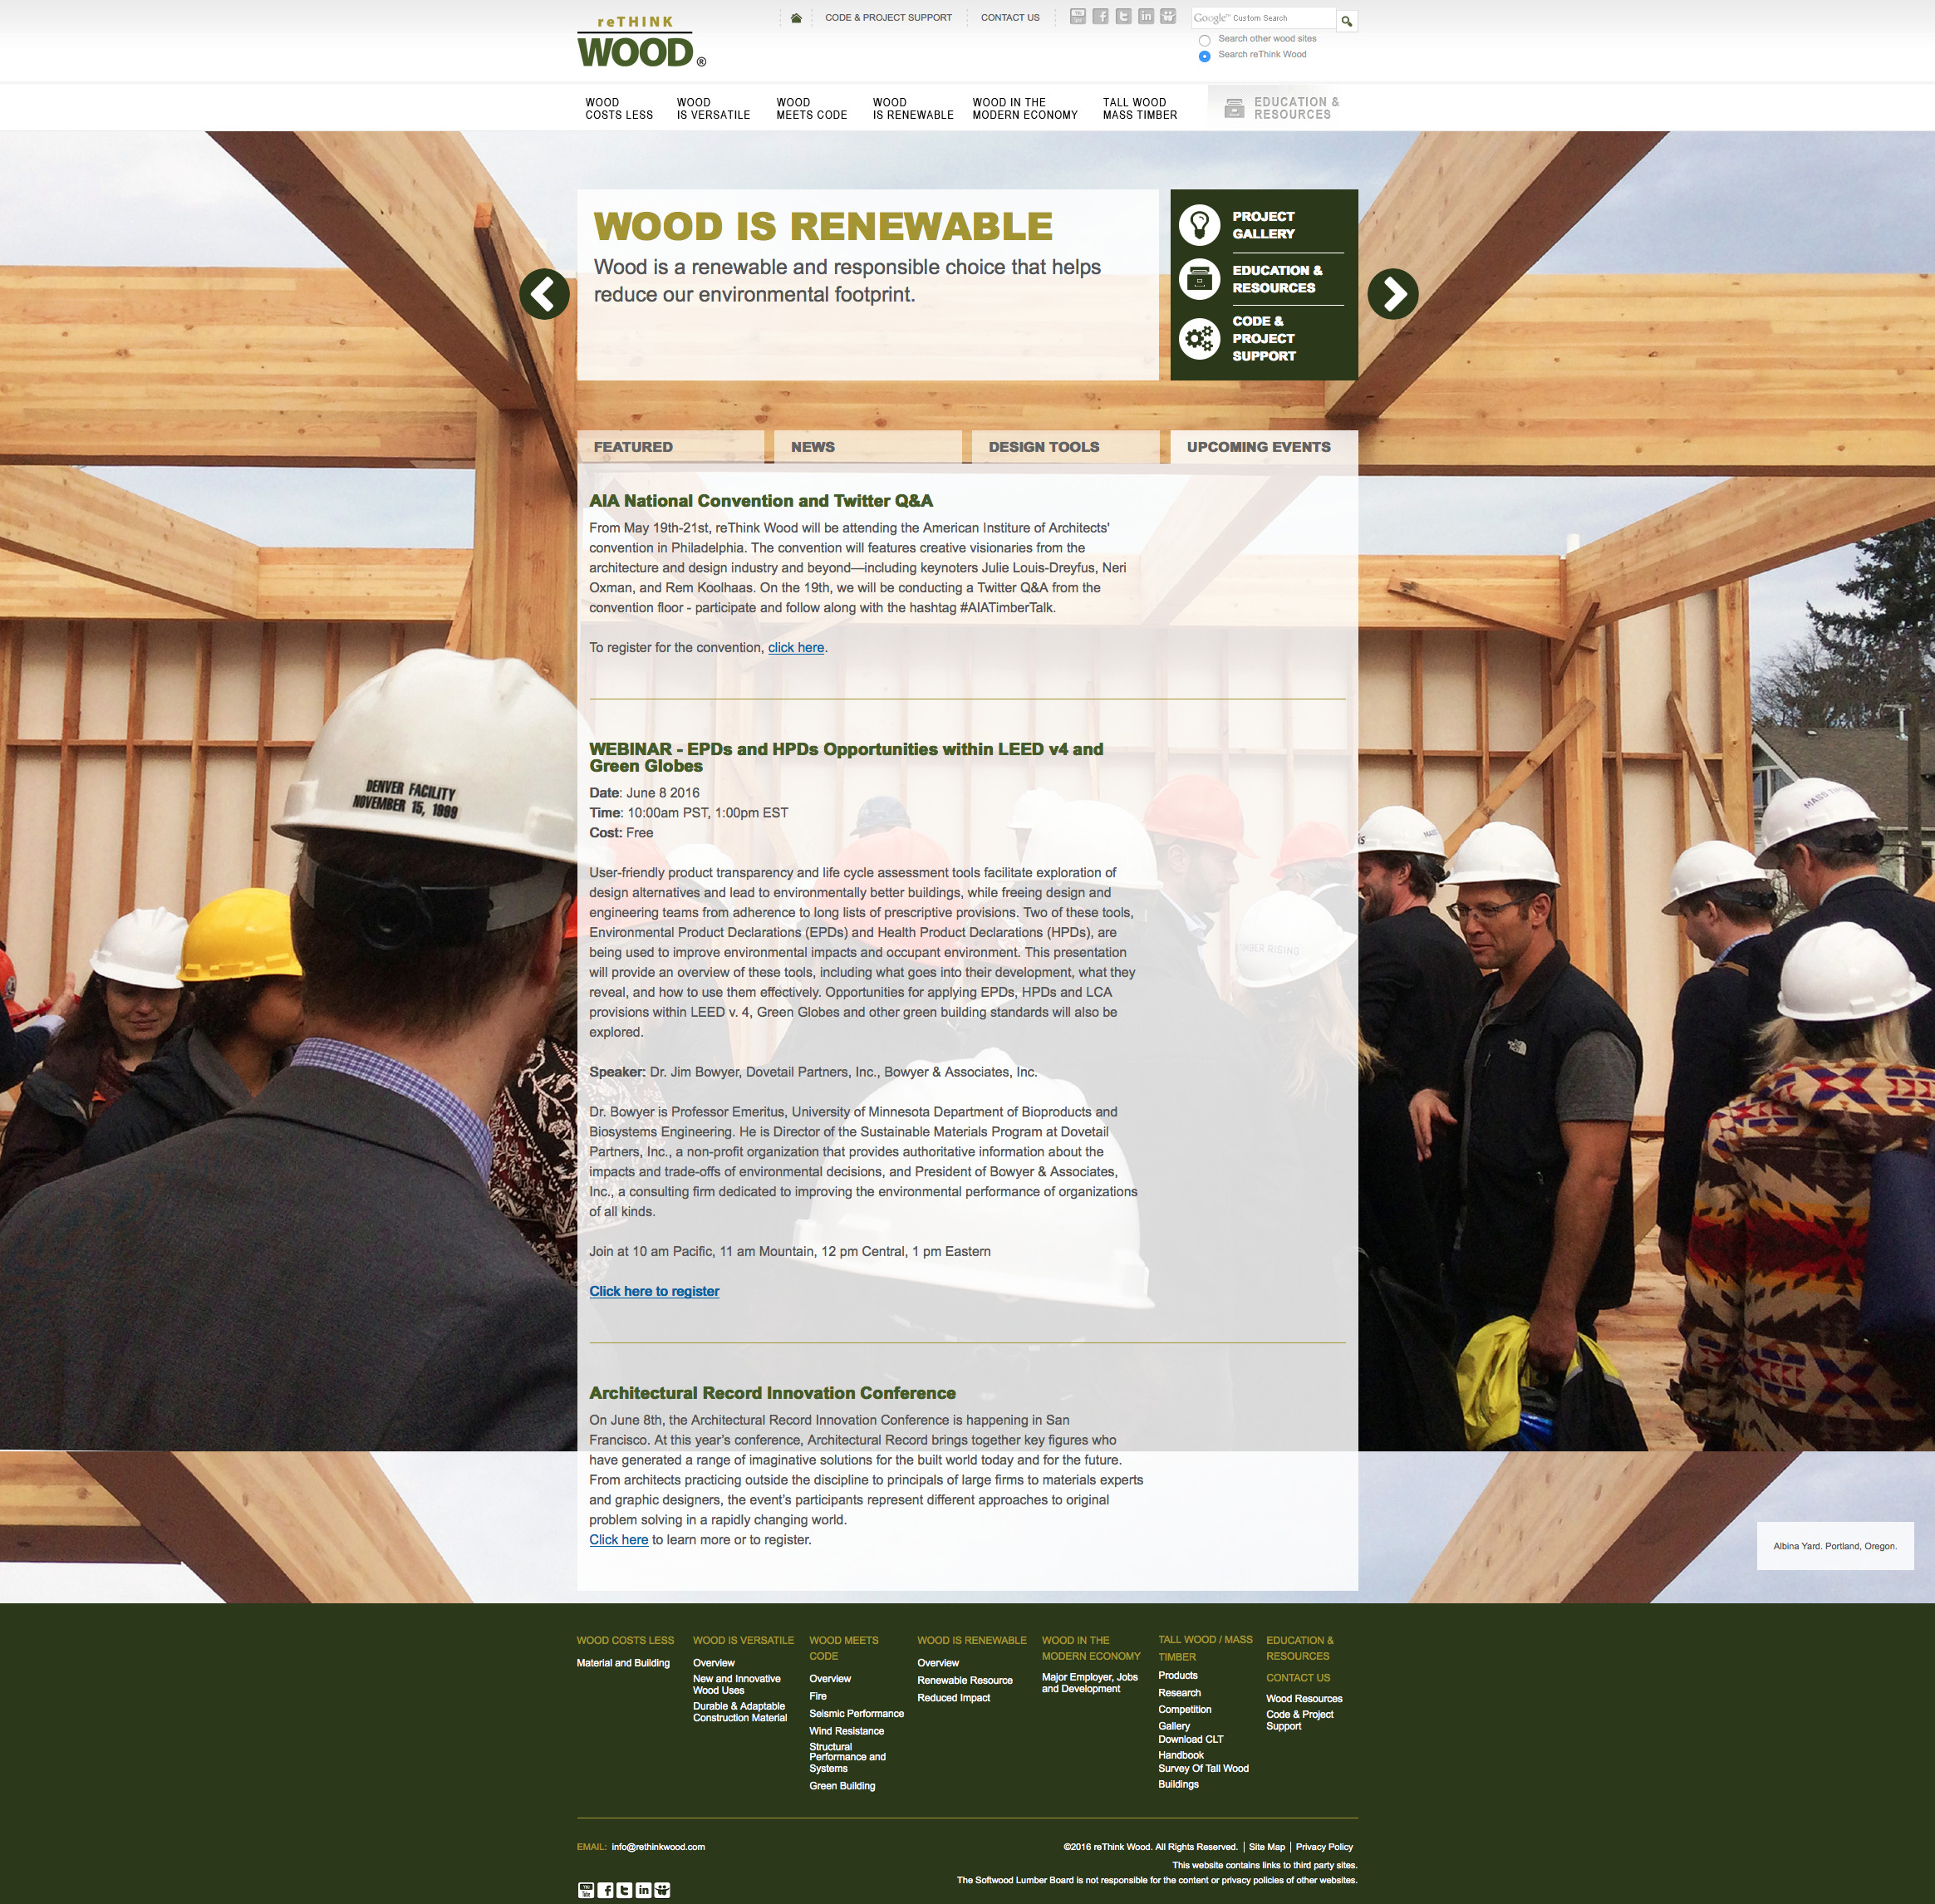 reTHINK
WOOD®
CODE & PROJECT SUPPORT
CONTACT US
Google™ Custom Search
Search other wood sites
Search reThink Wood
WOOD
COSTS LESS
WOOD
IS VERSATILE
WOOD
MEETS CODE
WOOD
IS RENEWABLE
WOOD IN THE
MODERN ECONOMY
TALL WOOD
MASS TIMBER
EDUCATION &
RESOURCES
WOOD IS RENEWABLE
Wood is a renewable and responsible choice that helps
reduce our environmental footprint.
PROJECT
GALLERY
EDUCATION &
RESOURCES
CODE &
PROJECT
SUPPORT
FEATURED
NEWS
DESIGN TOOLS
UPCOMING EVENTS
AIA National Convention and Twitter Q&A
From May 19th-21st, reThink Wood will be attending the American Institure of Architects'
convention in Philadelphia. The convention will features creative visionaries from the
architecture and design industry and beyond—including keynoters Julie Louis-Dreyfus, Neri
Oxman, and Rem Koolhaas. On the 19th, we will be conducting a Twitter Q&A from the
convention floor - participate and follow along with the hashtag #AIATimberTalk.
To register for the convention, click here.
WEBINAR - EPDs and HPDs Opportunities within LEED v4 and
Green Globes
Date: June 8 2016
Time: 10:00am PST, 1:00pm EST
Cost: Free
DENVER FACILITY
NOVEMBER 15, 1999
User-friendly product transparency and life cycle assessment tools facilitate exploration of
design alternatives and lead to environmentally better buildings, while freeing design and
engineering teams from adherence to long lists of prescriptive provisions. Two of these tools,
Environmental Product Declarations (EPDs) and Health Product Declarations (HPDs), are
being used to improve environmental impacts and occupant environment. This presentation
will provide an overview of these tools, including what goes into their development, what they
reveal, and how to use them effectively. Opportunities for applying EPDs, HPDs and LCA
provisions within LEED v. 4, Green Globes and other green building standards will also be
explored.
TIMBER RISING
Speaker: Dr. Jim Bowyer, Dovetail Partners, Inc., Bowyer & Associates, Inc.
Dr. Bowyer is Professor Emeritus, University of Minnesota Department of Bioproducts and
Biosystems Engineering. He is Director of the Sustainable Materials Program at Dovetail
Partners, Inc., a non-profit organization that provides authoritative information about the
impacts and trade-offs of environmental decisions, and President of Bowyer & Associates,
Inc., a consulting firm dedicated to improving the environmental performance of organizations
of all kinds.
Join at 10 am Pacific, 11 am Mountain, 12 pm Central, 1 pm Eastern
Click here to register
Architectural Record Innovation Conference
On June 8th, the Architectural Record Innovation Conference is happening in San
Francisco. At this year's conference, Architectural Record brings together key figures who
have generated a range of imaginative solutions for the built world today and for the future.
From architects practicing outside the discipline to principals of large firms to materials experts
and graphic designers, the event's participants represent different approaches to original
problem solving in a rapidly changing world.
Click here to learn more or to register.
Albina Yard. Portland, Oregon.
WOOD COSTS LESS
Material and Building
WOOD IS VERSATILE
Overview
New and Innovative
Wood Uses
Durable & Adaptable
Construction Material
WOOD MEETS
CODE
Overview
Fire
Seismic Performance
Wind Resistance
Structural
Performance and
Systems
Green Building
WOOD IS RENEWABLE
Overview
Renewable Resource
Reduced Impact
WOOD IN THE
MODERN ECONOMY
Major Employer, Jobs
and Development
TALL WOOD / MASS
TIMBER
Products
Research
Competition
Gallery
Download CLT
Handbook
Survey Of Tall Wood
Buildings
EDUCATION &
RESOURCES
CONTACT US
Wood Resources
Code & Project
Support
EMAIL: info@rethinkwood.com
©2016 reThink Wood. All Rights Reserved. | Site Map | Privacy Policy
This website contains links to third party sites.
The Softwood Lumber Board is not responsible for the content or privacy policies of other websites.